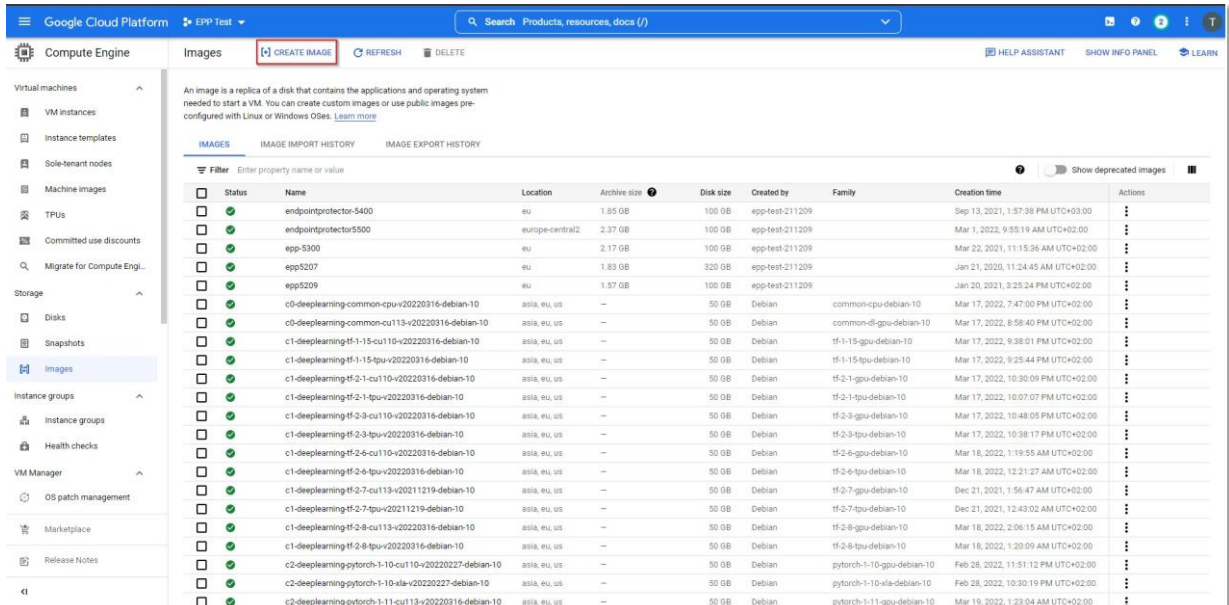 Google Cloud Platform EPP Test Search Products, resources, docs (/) 2 T
Compute Engine Images CREATE IMAGE REFRESH DELETE HELP ASSISTANT SHOW INFO PANEL LEARN
Virtual machines
VM instances
Instance templates
Sole-tenant nodes
Machine images
TPUs
Committed use discounts
Migrate for Compute Engi...
Storage
Disks
Snapshots
Images
Instance groups
Instance groups
Health checks
VM Manager
OS patch management
Marketplace
Release Notes
An image is a replica of a disk that contains the applications and operating system
needed to start a VM. You can create custom images or use public images pre-
configured with Linux or Windows OSes. Learn more
IMAGES IMAGE IMPORT HISTORY IMAGE EXPORT HISTORY
Filter Enter property name or value Show deprecated images
Status Name Location Archive size Disk size Created by Family Creation time Actions
endpointprotector-5400 eu 1.85 GB 100 GB epp-test-211209 Sep 13, 2021, 1:57:38 PM UTC+03:00
endpointprotector5500 europe-central2 2.37 GB 100 GB epp-test-211209 Mar 1, 2022, 9:55:19 AM UTC+02:00
epp-5300 eu 2.17 GB 100 GB epp-test-211209 Mar 22, 2021, 11:15:36 AM UTC+02:00
epp5207 eu 1.83 GB 320 GB epp-test-211209 Jan 21, 2020, 11:24:45 AM UTC+02:00
epp5209 eu 1.57 GB 100 GB epp-test-211209 Jan 20, 2021, 3:25:24 PM UTC+02:00
c0-deeplearning-common-cpu-v20220316-debian-10 asia, eu, us — 50 GB Debian common-cpu-debian-10 Mar 17, 2022, 7:47:00 PM UTC+02:00
c0-deeplearning-common-cu113-v20220316-debian-10 asia, eu, us — 50 GB Debian common-dl-gpu-debian-10 Mar 17, 2022, 8:58:40 PM UTC+02:00
c1-deeplearning-tf-1-15-cu110-v20220316-debian-10 asia, eu, us — 50 GB Debian tf-1-15-gpu-debian-10 Mar 17, 2022, 9:38:01 PM UTC+02:00
c1-deeplearning-tf-1-15-tpu-v20220316-debian-10 asia, eu, us — 50 GB Debian tf-1-15-tpu-debian-10 Mar 17, 2022, 9:25:44 PM UTC+02:00
c1-deeplearning-tf-2-1-cu110-v20220316-debian-10 asia, eu, us — 50 GB Debian tf-2-1-gpu-debian-10 Mar 17, 2022, 10:30:09 PM UTC+02:00
c1-deeplearning-tf-2-1-tpu-v20220316-debian-10 asia, eu, us — 50 GB Debian tf-2-1-tpu-debian-10 Mar 17, 2022, 10:07:07 PM UTC+02:00
c1-deeplearning-tf-2-3-cu110-v20220316-debian-10 asia, eu, us — 50 GB Debian tf-2-3-gpu-debian-10 Mar 17, 2022, 10:48:05 PM UTC+02:00
c1-deeplearning-tf-2-3-tpu-v20220316-debian-10 asia, eu, us — 50 GB Debian tf-2-3-tpu-debian-10 Mar 17, 2022, 10:38:17 PM UTC+02:00
c1-deeplearning-tf-2-6-cu110-v20220316-debian-10 asia, eu, us — 50 GB Debian tf-2-6-gpu-debian-10 Mar 18, 2022, 1:19:55 AM UTC+02:00
c1-deeplearning-tf-2-6-tpu-v20220316-debian-10 asia, eu, us — 50 GB Debian tf-2-6-tpu-debian-10 Mar 18, 2022, 12:21:27 AM UTC+02:00
c1-deeplearning-tf-2-7-cu113-v20211219-debian-10 asia, eu, us — 50 GB Debian tf-2-7-gpu-debian-10 Dec 21, 2021, 1:56:47 AM UTC+02:00
c1-deeplearning-tf-2-7-tpu-v20211219-debian-10 asia, eu, us — 50 GB Debian tf-2-7-tpu-debian-10 Dec 21, 2021, 12:43:02 AM UTC+02:00
c1-deeplearning-tf-2-8-cu113-v20220316-debian-10 asia, eu, us — 50 GB Debian tf-2-8-gpu-debian-10 Mar 18, 2022, 2:06:15 AM UTC+02:00
c1-deeplearning-tf-2-8-tpu-v20220316-debian-10 asia, eu, us — 50 GB Debian tf-2-8-tpu-debian-10 Mar 18, 2022, 1:20:09 AM UTC+02:00
c2-deeplearning-pytorch-1-10-cu110-v20220227-debian-10 asia, eu, us — 50 GB Debian pytorch-1-10-gpu-debian-10 Feb 28, 2022, 11:51:12 PM UTC+02:00
c2-deeplearning-pytorch-1-10-xla-v20220227-debian-10 asia, eu, us — 50 GB Debian pytorch-1-10-xla-debian-10 Feb 28, 2022, 10:30:19 PM UTC+02:00
c2-deeplearning-pytorch-1-11-cu113-v20220316-debian-10 asia, eu, us — 50 GB Debian pytorch-1-11-gpu-debian-10 Mar 19, 2022, 1:23:04 AM UTC+02:00